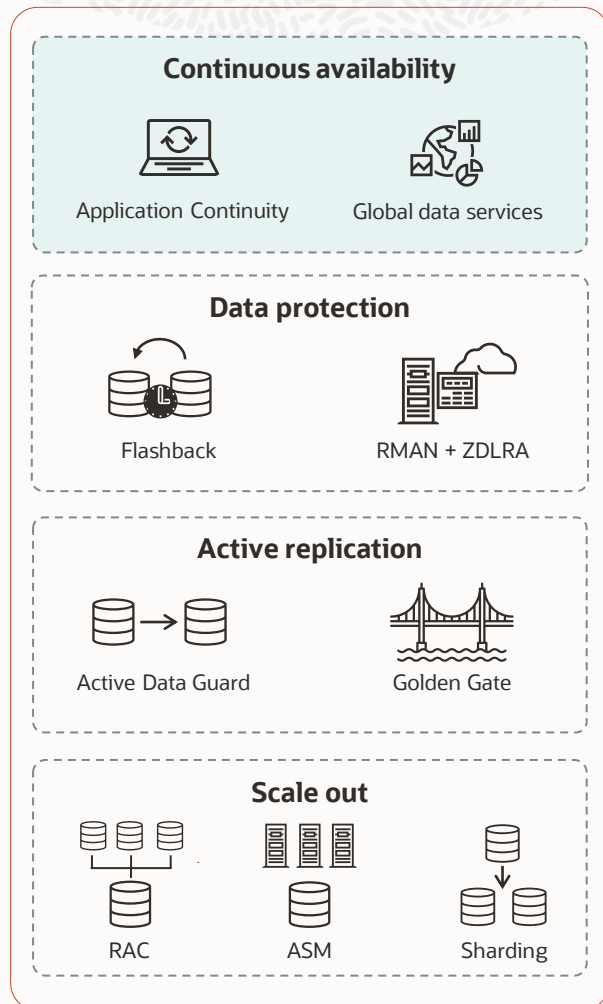 Continuous availability
Application Continuity
Global data services
Data protection
Flashback
RMAN + ZDLRA
Active replication
Active Data Guard
Golden Gate
Scale out
RAC
ASM
Sharding